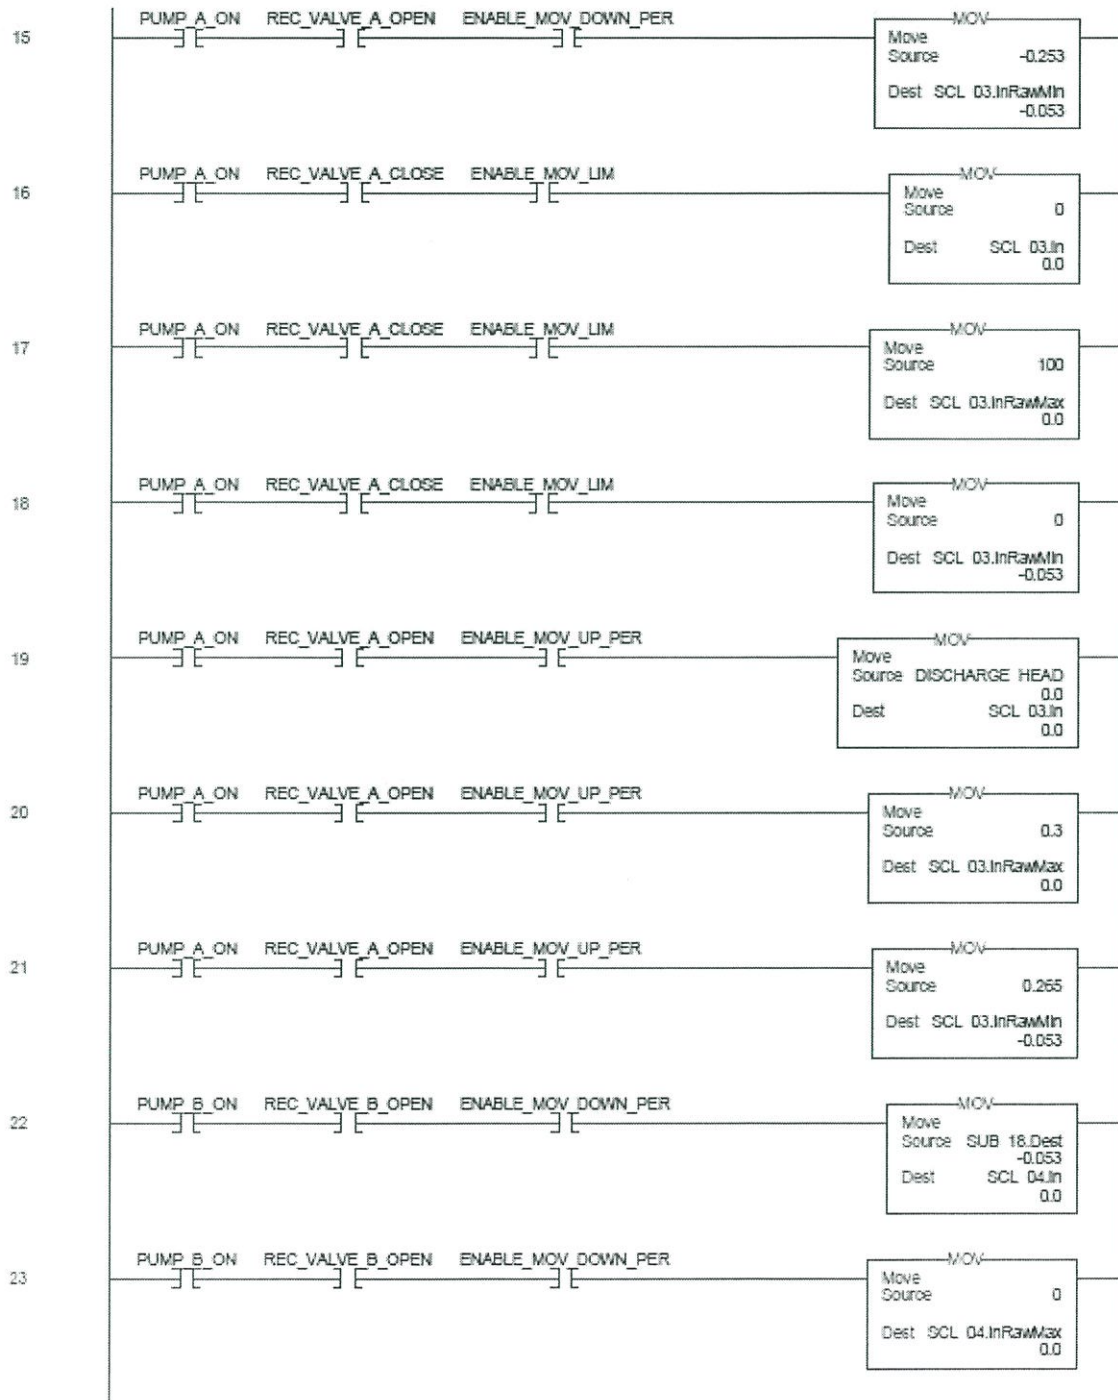 15
PUMP_A_ON REC_VALVE_A_OPEN ENABLE_MOV_DOWN_PER
MOV
Move
Source -0.253
Dest SCL_03.InRawMin
-0.053
16
PUMP_A_ON REC_VALVE_A_CLOSE ENABLE_MOV_LIM
MOV
Move
Source 0
Dest SCL_03.In
0.0
17
PUMP_A_ON REC_VALVE_A_CLOSE ENABLE_MOV_LIM
MOV
Move
Source 100
Dest SCL_03.InRawMax
0.0
18
PUMP_A_ON REC_VALVE_A_CLOSE ENABLE_MOV_LIM
MOV
Move
Source 0
Dest SCL_03.InRawMin
-0.053
19
PUMP_A_ON REC_VALVE_A_OPEN ENABLE_MOV_UP_PER
MOV
Move
Source DISCHARGE_HEAD
0.0
Dest SCL_03.In
0.0
20
PUMP_A_ON REC_VALVE_A_OPEN ENABLE_MOV_UP_PER
MOV
Move
Source 0.3
Dest SCL_03.InRawMax
0.0
21
PUMP_A_ON REC_VALVE_A_OPEN ENABLE_MOV_UP_PER
MOV
Move
Source 0.265
Dest SCL_03.InRawMin
-0.053
22
PUMP_B_ON REC_VALVE_B_OPEN ENABLE_MOV_DOWN_PER
MOV
Move
Source SUB_18.Dest
-0.053
Dest SCL_04.In
0.0
23
PUMP_B_ON REC_VALVE_B_OPEN ENABLE_MOV_DOWN_PER
MOV
Move
Source 0
Dest SCL_04.InRawMax
0.0